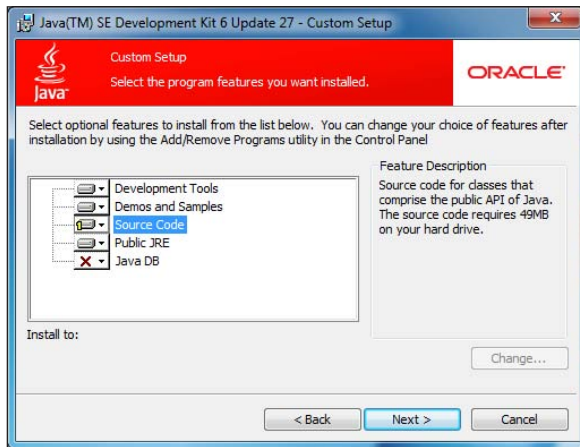 Java(TM) SE Development Kit 6 Update 27 - Custom Setup
Custom Setup
Select the program features you want installed.
Java
ORACLE
Select optional features to install from the list below. You can change your choice of features after
installation by using the Add/Remove Programs utility in the Control Panel
Development Tools
Demos and Samples
Source Code
Public JRE
Java DB
Feature Description
Source code for classes that
comprise the public API of Java.
The source code requires 49MB
on your hard drive.
Install to:
Change...
< Back
Next >
Cancel